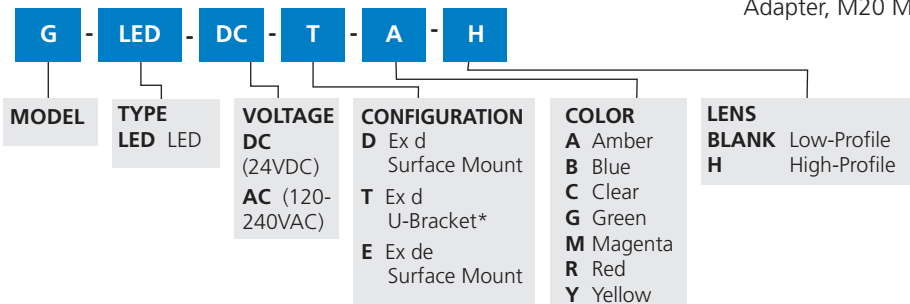 Adapter, M20 M
G - LED - DC - T - A - H
MODEL
TYPE
LED LED
VOLTAGE
DC
(24VDC)
AC (120-
240VAC)
CONFIGURATION
D Ex d
Surface Mount
T Ex d
U-Bracket*
E Ex de
Surface Mount
COLOR
A Amber
B Blue
C Clear
G Green
M Magenta
R Red
Y Yellow
LENS
BLANK Low-Profile
H High-Profile